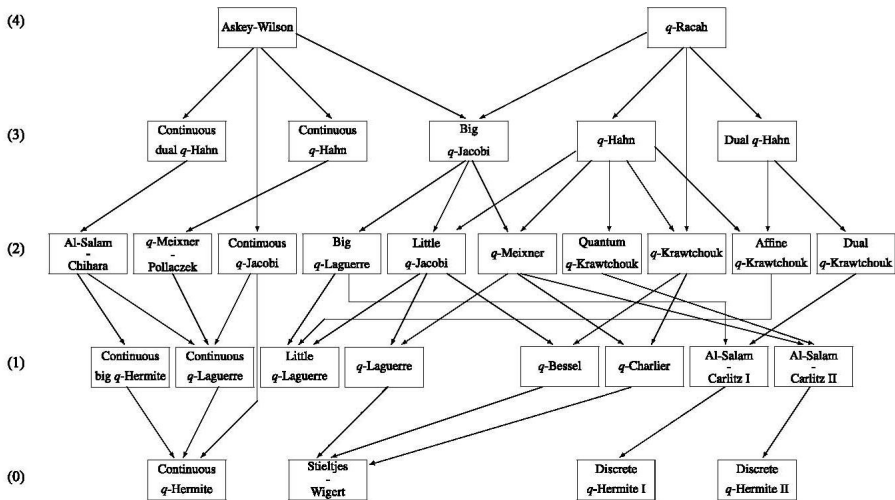 (4)
Askey-Wilson
q-Racah
(3)
Continuous
dual q-Hahn
Continuous
q-Hahn
Big
q-Jacobi
q-Hahn
Dual q-Hahn
(2)
Al-Salam
-
Chihara
q-Meixner
-
Pollaczek
Continuous
q-Jacobi
Big
q-Laguerre
Little
q-Jacobi
q-Meixner
Quantum
q-Krawtchouk
q-Krawtchouk
Affine
q-Krawtchouk
Dual
q-Krawtchouk
(1)
Continuous
big q-Hermite
Continuous
q-Laguerre
Little
q-Laguerre
q-Laguerre
q-Bessel
q-Charlier
Al-Salam
-
Carlitz I
Al-Salam
-
Carlitz II
(0)
Continuous
q-Hermite
Stieltjes
-
Wigert
Discrete
q-Hermite I
Discrete
q-Hermite II